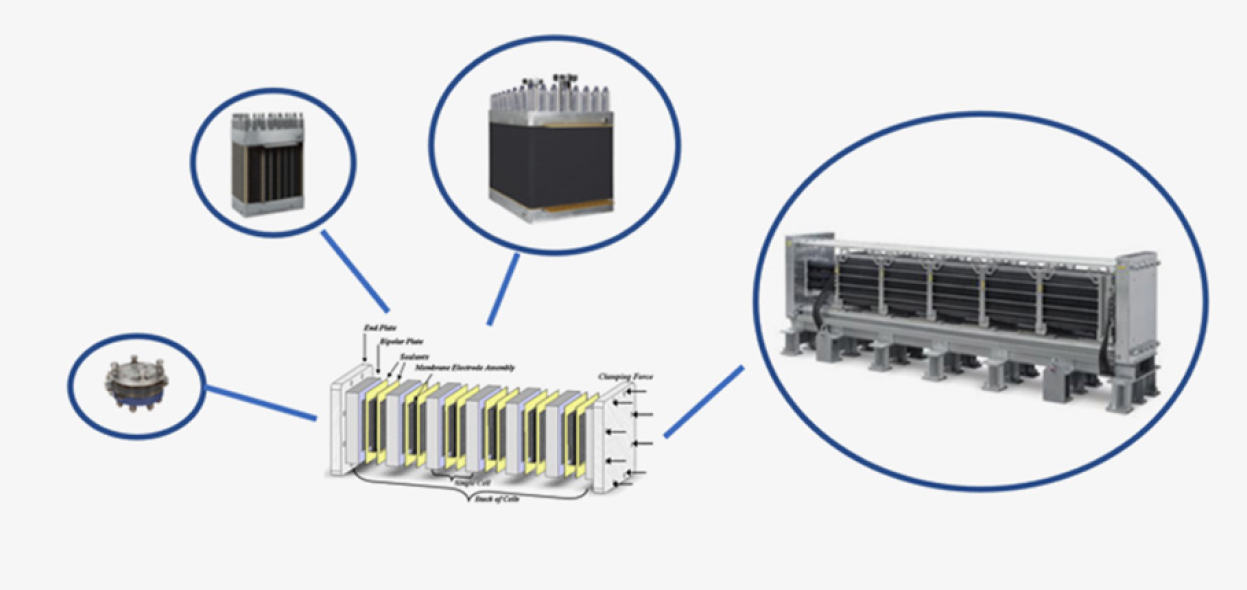 End Plate
Bipolar Plate
Sealants
Membrane Electrode Assembly
Clamping Force
Single Cell
Stack of Cells